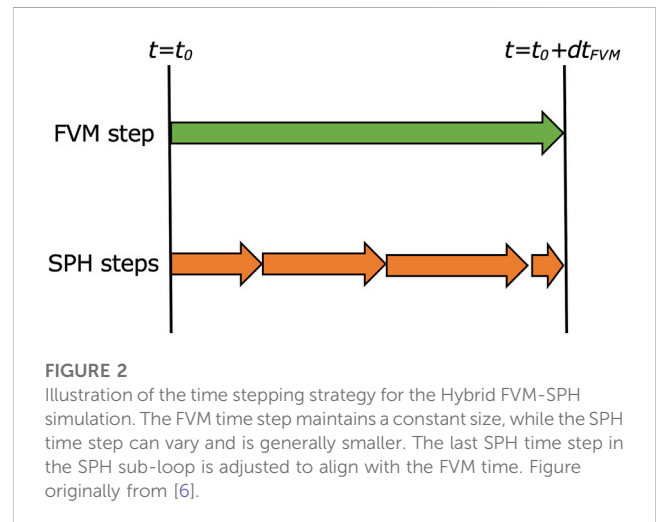 t=t₀ t=t₀+dt_FVM
FVM step
SPH steps
FIGURE 2
Illustration of the time stepping strategy for the Hybrid FVM-SPH
simulation. The FVM time step maintains a constant size, while the SPH
time step can vary and is generally smaller. The last SPH time step in
the SPH sub-loop is adjusted to align with the FVM time. Figure
originally from [6].